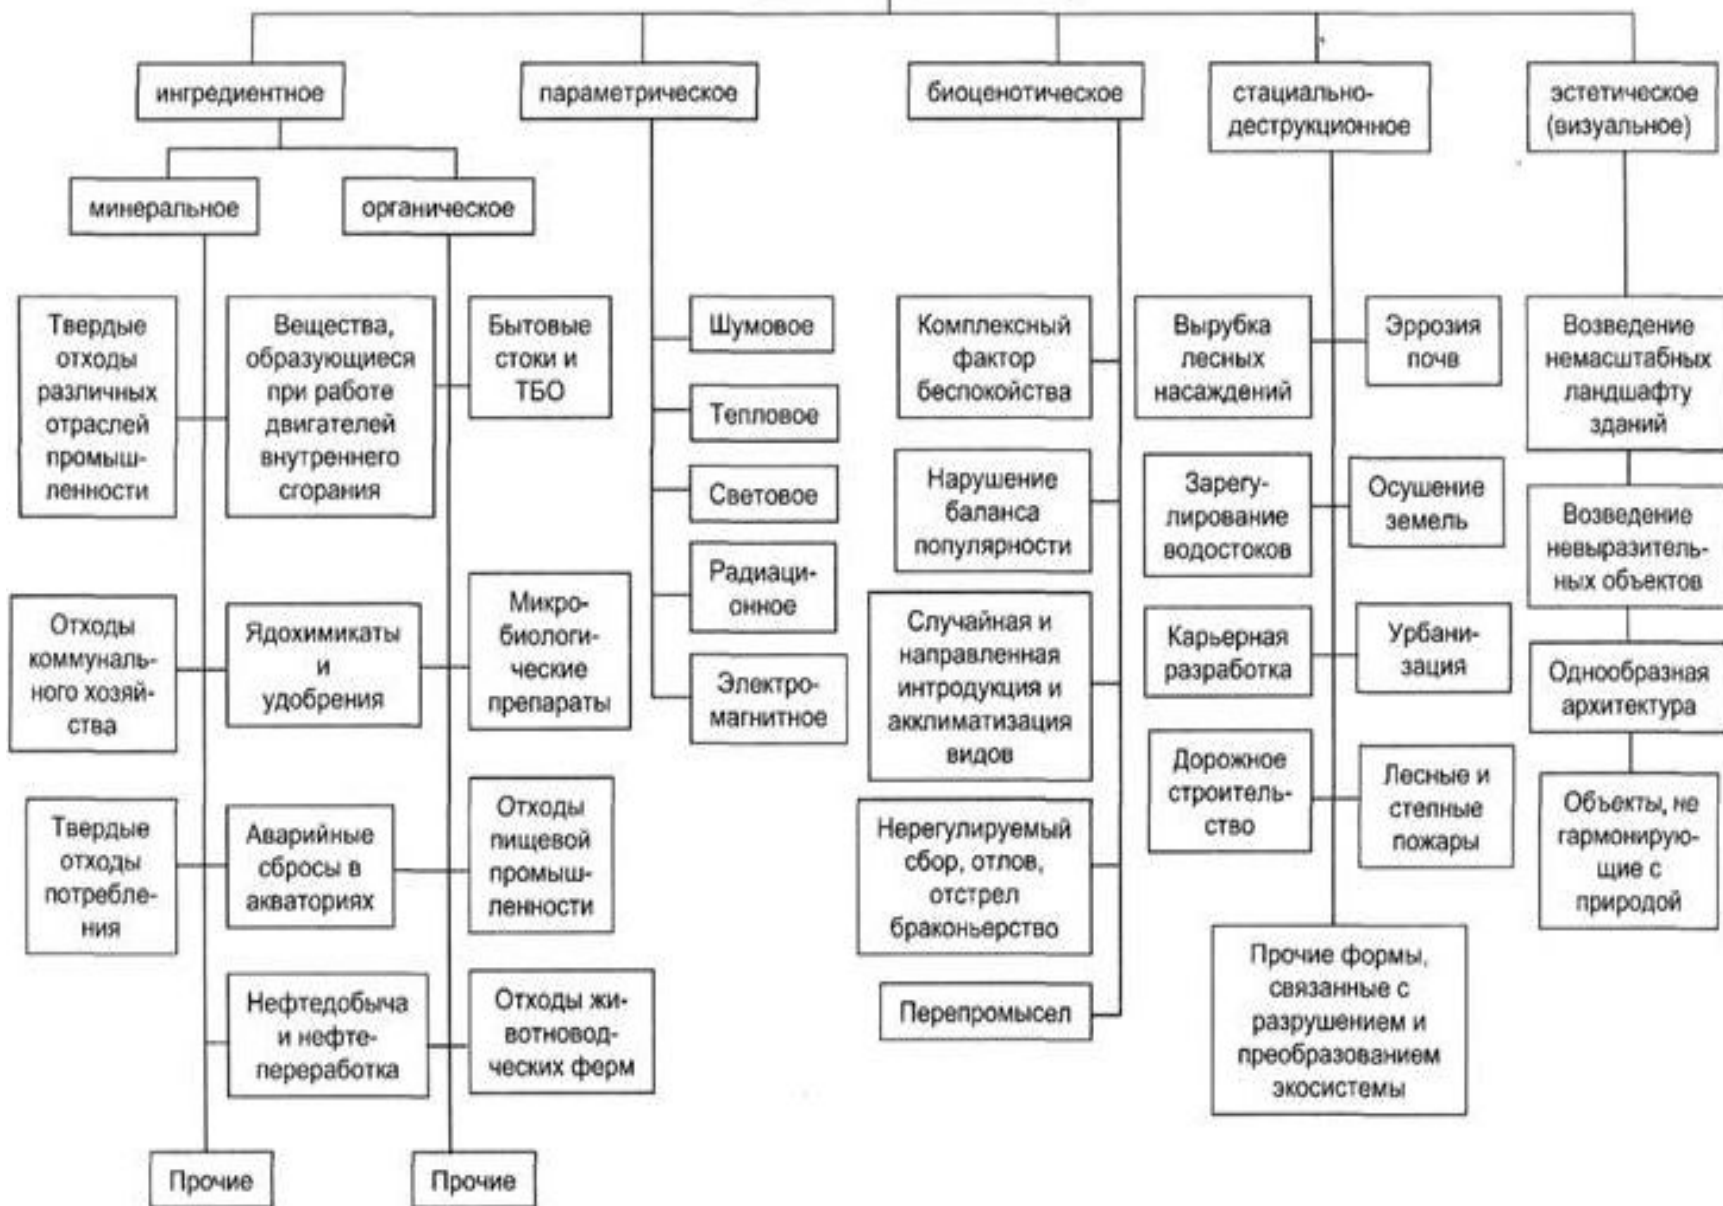 ингредиентное
параметрическое
биоценотическое
стациально-
деструкционное
эстетическое
(визуальное)
минеральное
органическое
Твердые
отходы
различных
отраслей
промыш-
ленности
Вещества,
образующиеся
при работе
двигателей
внутреннего
сгорания
Бытовые
стоки и
ТБО
Отходы
коммуналь-
ного хозяй-
ства
Ядохимикаты
и
удобрения
Микро-
биологи-
ческие
препараты
Твердые
отходы
потребле-
ния
Аварийные
сбросы в
акваториях
Отходы
пищевой
промыш-
ленности
Нефтедобыча
и нефте-
переработка
Отходы жи-
вотновод-
ческих ферм
Прочие
Прочие
Шумовое
Тепловое
Световое
Радиаци-
онное
Электро-
магнитное
Комплексный
фактор
беспокойства
Нарушение
баланса
популярности
Случайная и
направленная
интродукция и
акклиматизация
видов
Нерегулируемый
сбор, отлов,
отстрел
браконьерство
Перепромысел
Вырубка
лесных
насаждений
Эррозия
почв
Зарегу-
лирование
водостоков
Осушение
земель
Карьерная
разработка
Урбани-
зация
Дорожное
строитель-
ство
Лесные и
степные
пожары
Прочие формы,
связанные с
разрушением и
преобразованием
экосистемы
Возведение
немасштабных
ландшафту
зданий
Возведение
невыразитель-
ных объектов
Однообразная
архитектура
Объекты, не
гармонирую-
щие с
природой